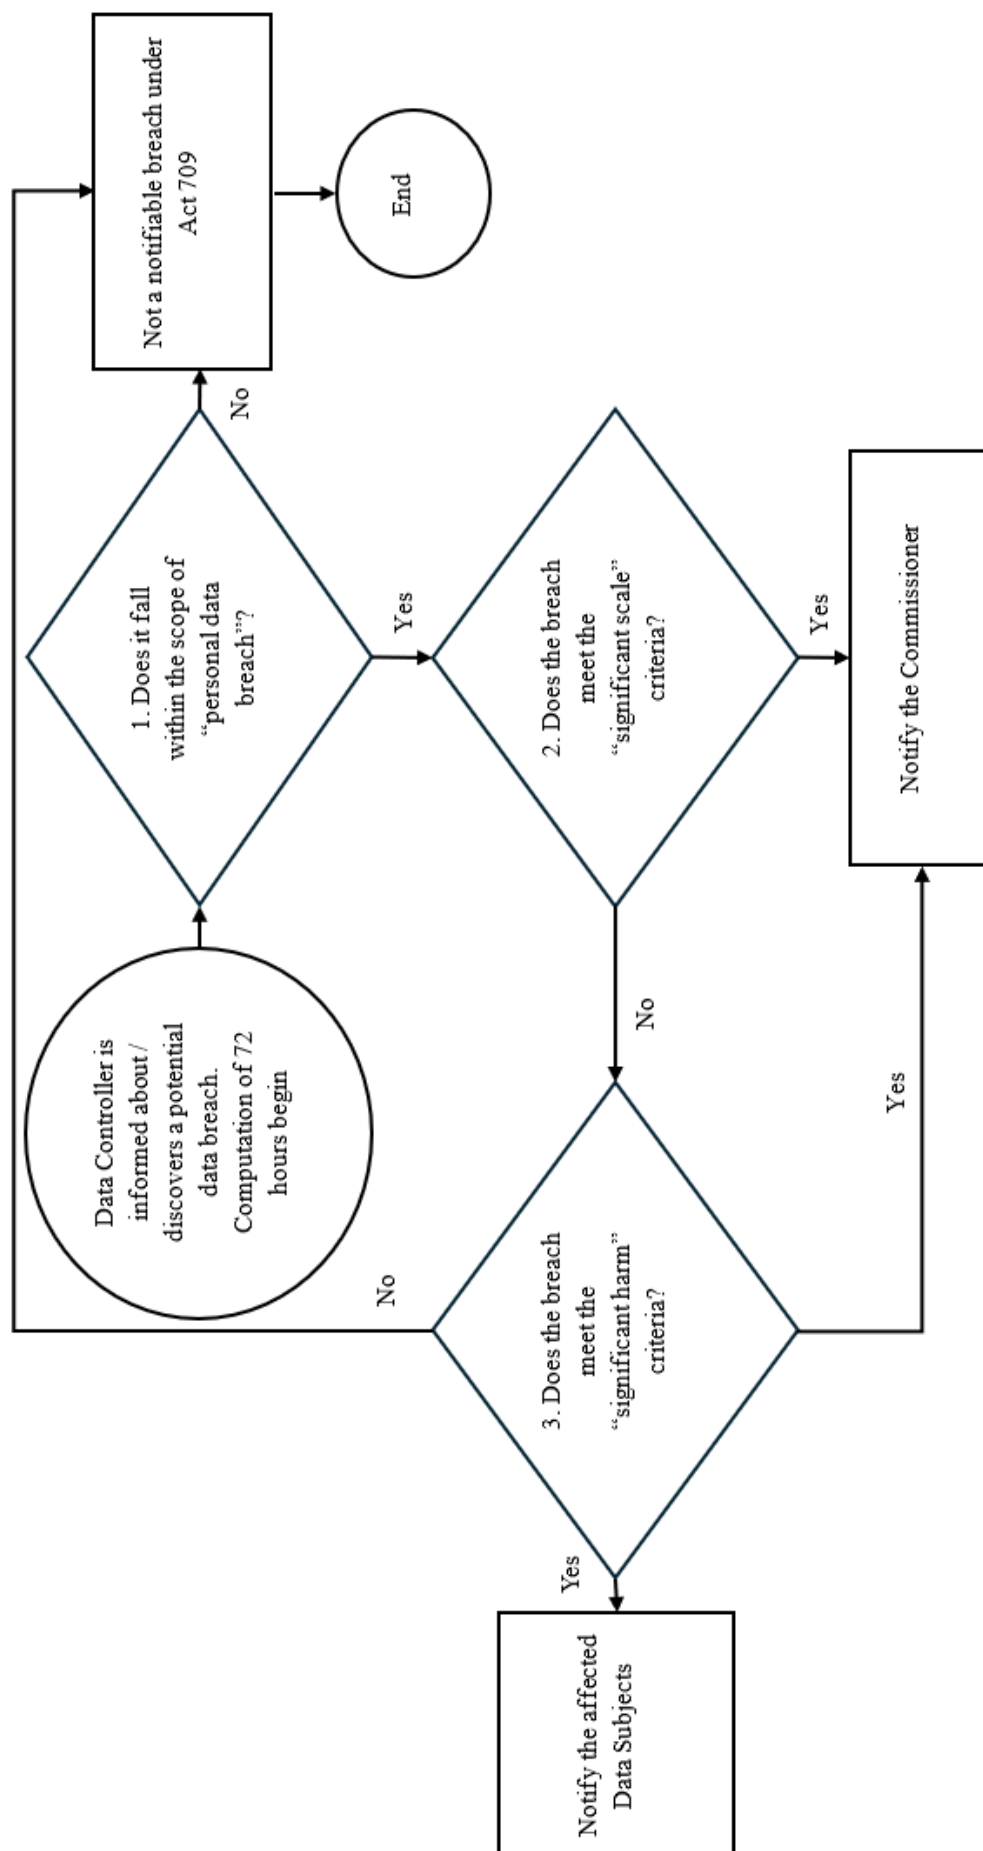 Data Controller is
informed about /
discovers a potential
data breach.
Computation of 72
hours begin
1. Does it fall
within the scope of
“personal data
breach”?
No
Not a notifiable breach under
Act 709
End
Yes
2. Does the breach
meet the
“significant scale”
criteria?
Yes
Notify the Commissioner
No
3. Does the breach
meet the
“significant harm”
criteria?
No
Yes
Yes
Notify the affected
Data Subjects